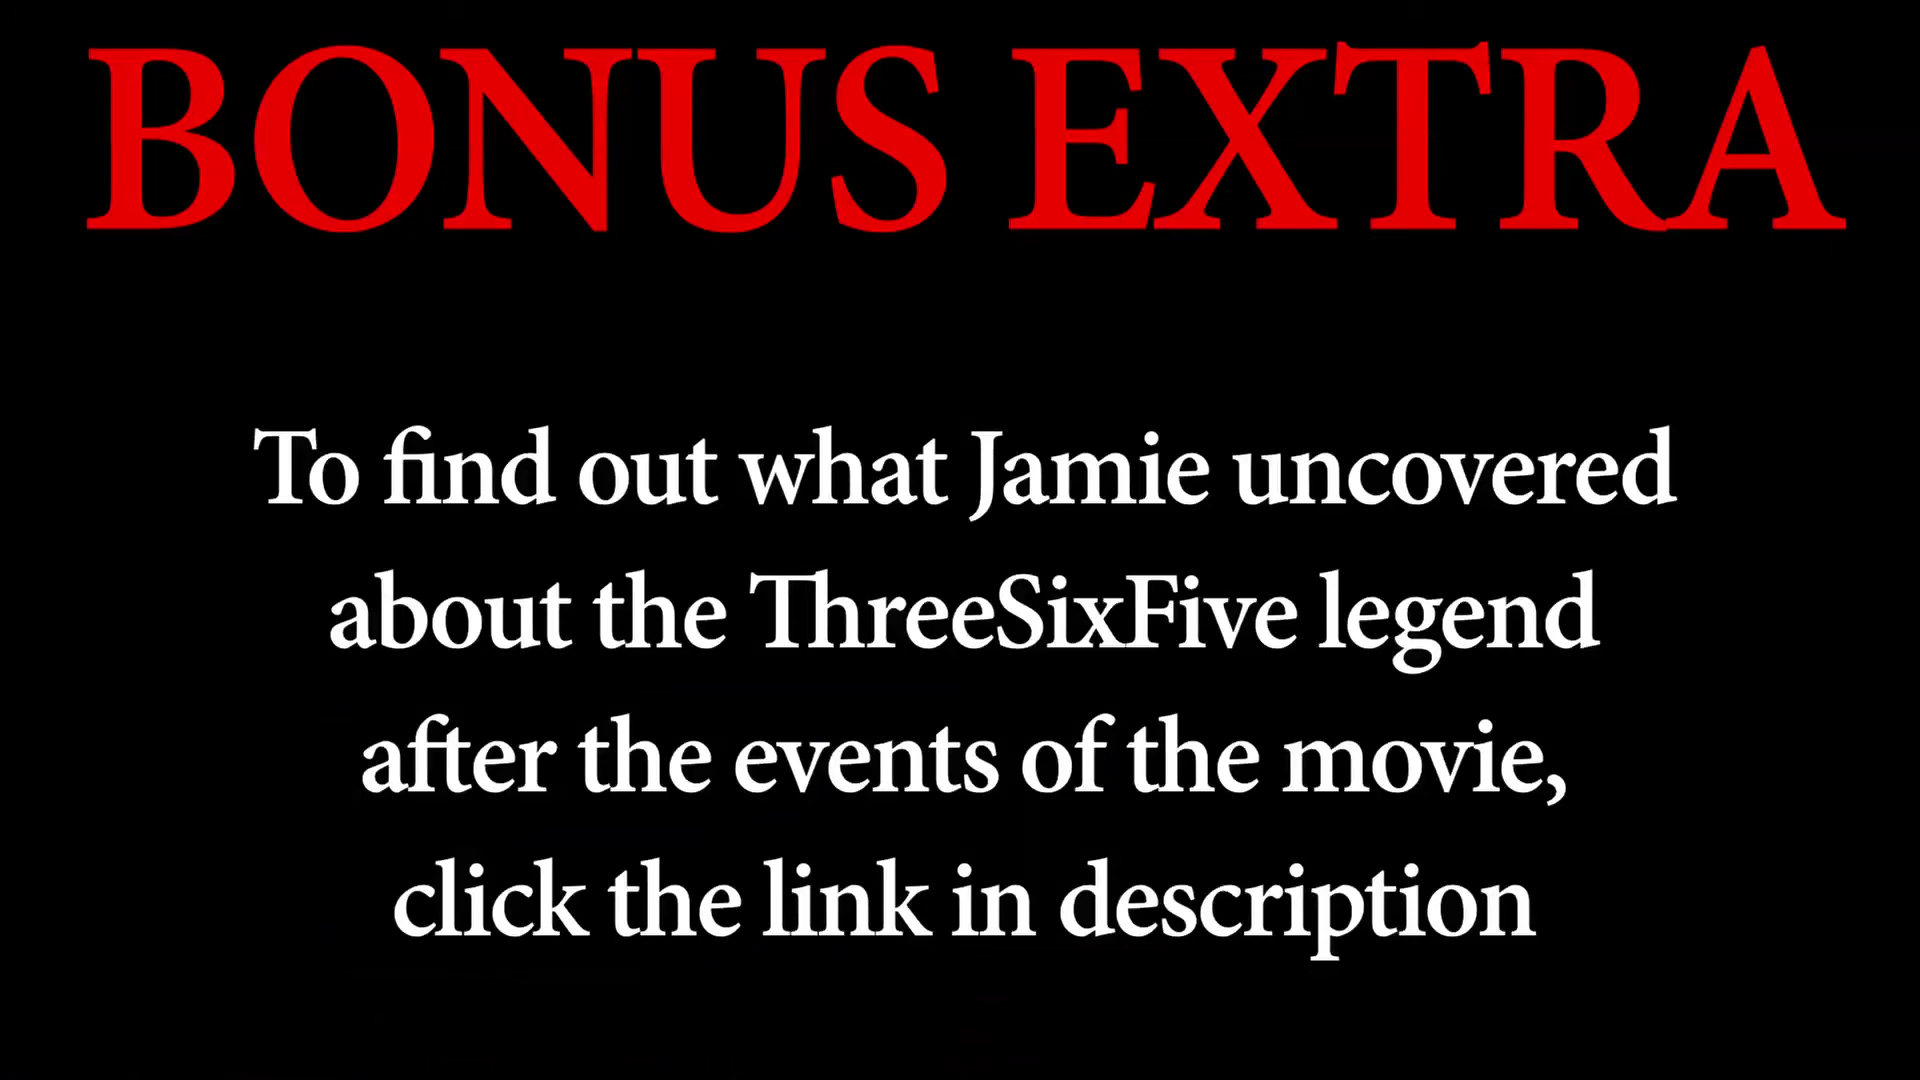 BONUS EXTRA
To find out what Jamie uncovered
about the ThreeSixFive legend
after the events of the movie,
click the link in description